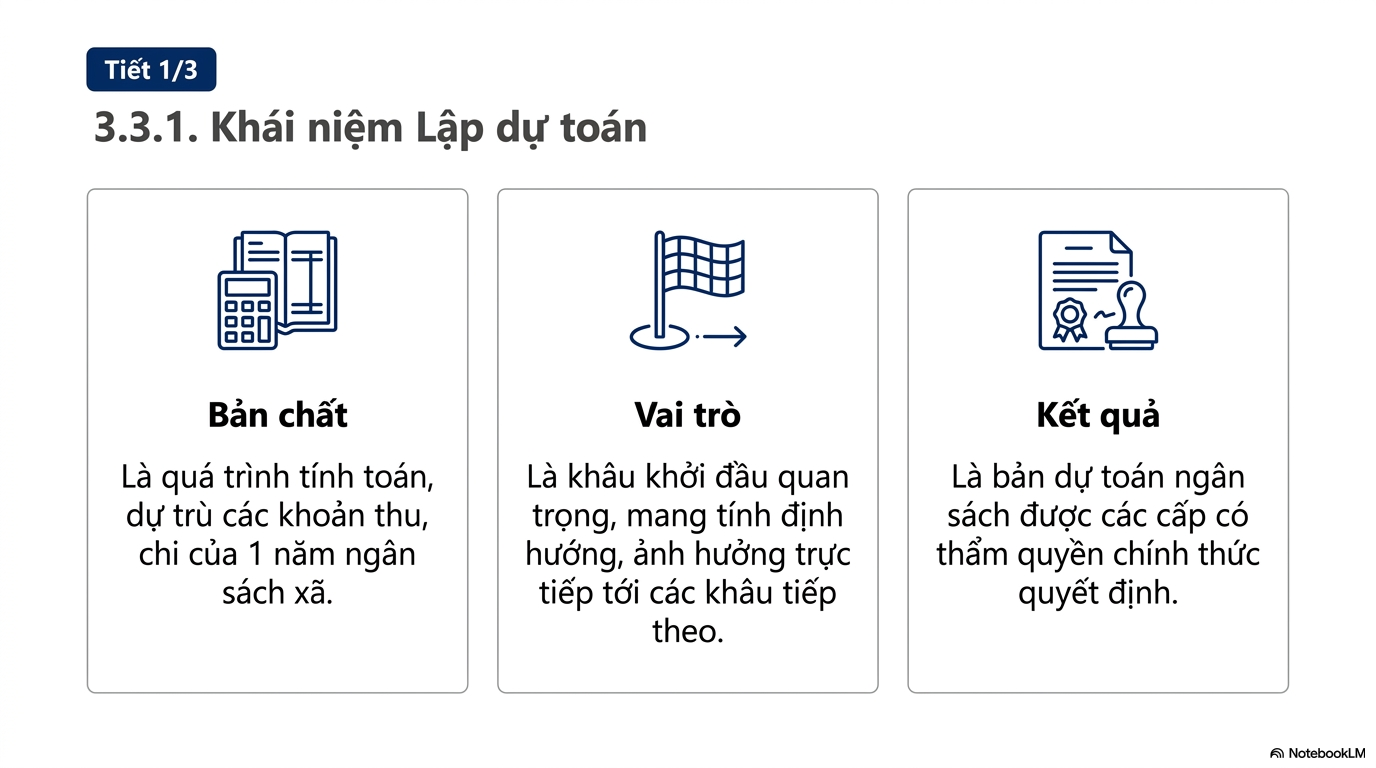 Tiết 1/3
3.3.1. Khái niệm Lập dự toán
Bản chất
Là quá trình tính toán,
dự trù các khoản thu,
chi của 1 năm ngân
sách xã.
Vai trò
Là khâu khởi đầu quan
trọng, mang tính định
hướng, ảnh hưởng trực
tiếp tới các khâu tiếp
theo.
Kết quả
Là bản dự toán ngân
sách được các cấp có
thẩm quyền chính thức
quyết định.
NotebookLM